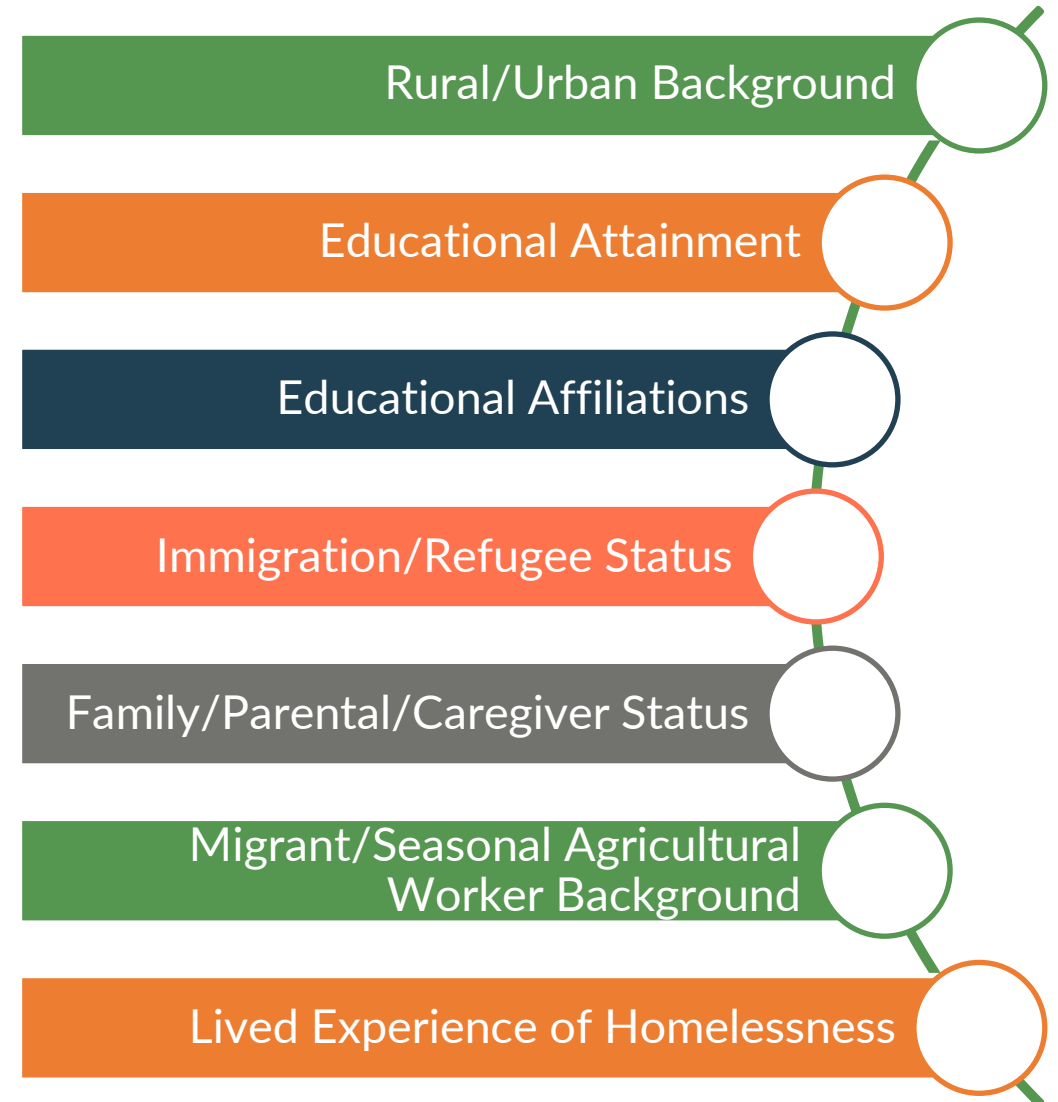 Rural/Urban Background
Educational Attainment
Educational Affiliations
Immigration/Refugee Status
Family/Parental/Caregiver Status
Migrant/Seasonal Agricultural
Worker Background
Lived Experience of Homelessness